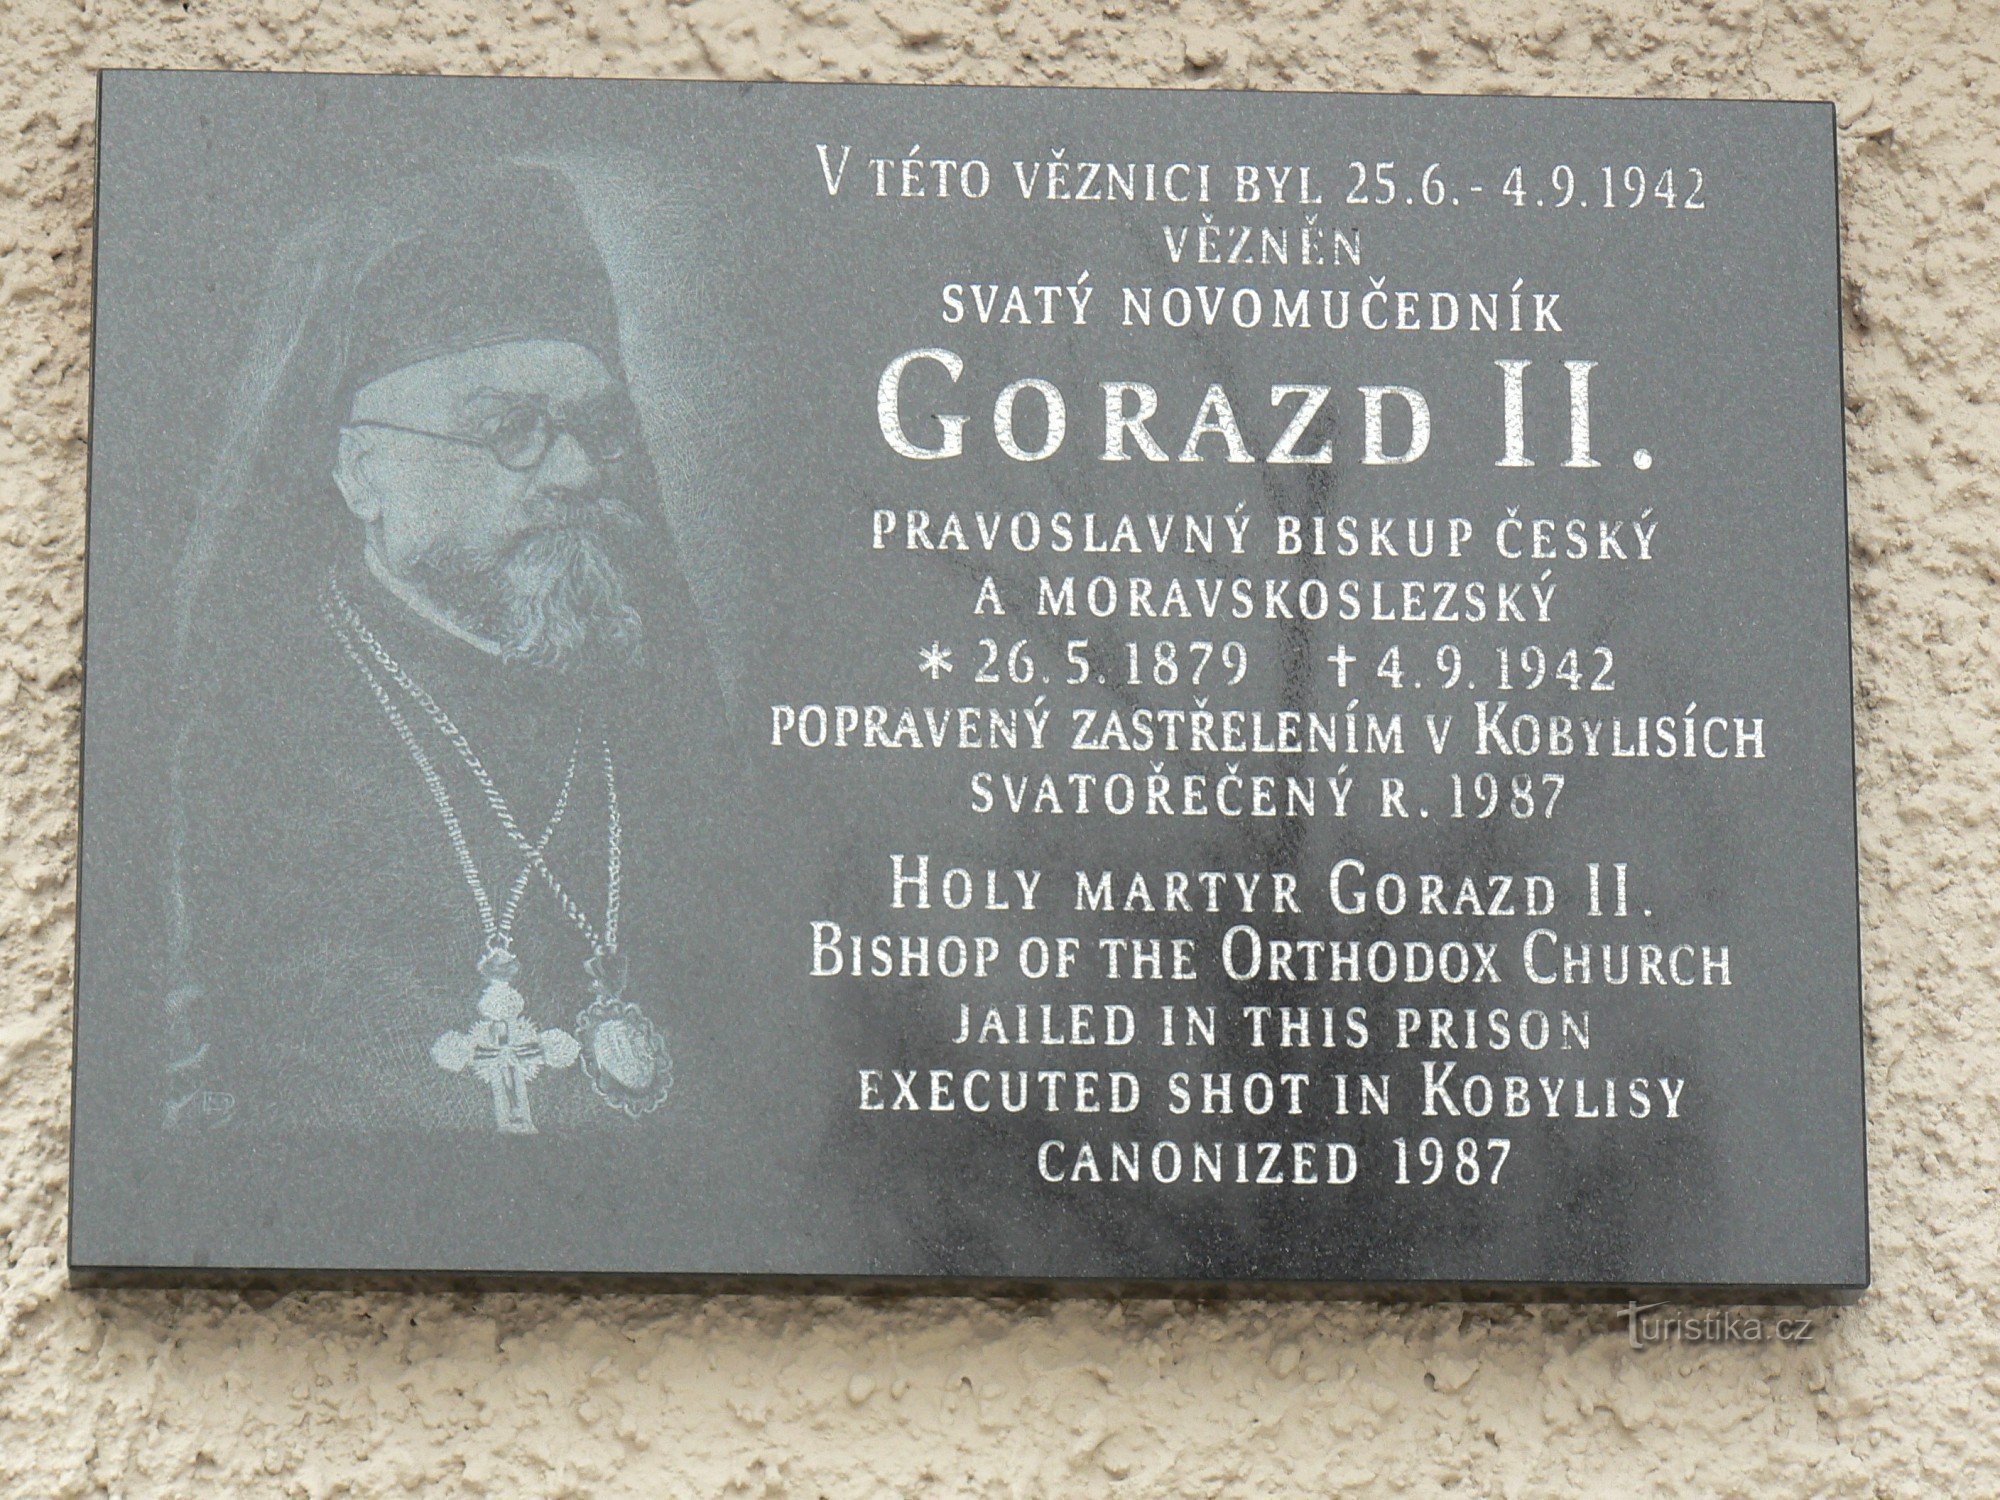 V TÉTO VĚZNICI BYL 25.6.- 4.9.1942
VĚZNĚN
SVATÝ NOVOMUČEDNÍK
GORAZD II.
PRAVOSLAVNÝ BISKUP ČESKÝ
A MORAVSKOSLEZSKÝ
* 26.5.1879 † 4.9.1942
POPRAVENÝ ZASTŘELENÍM V KOBYLISÍCH
SVATOŘEČENÝ R. 1987
HOLY MARTYR GORAZD II.
BISHOP OF THE ORTHODOX CHURCH
JAILED IN THIS PRISON
EXECUTED SHOT IN KOBYLISY
CANONIZED 1987
Turistika.cz